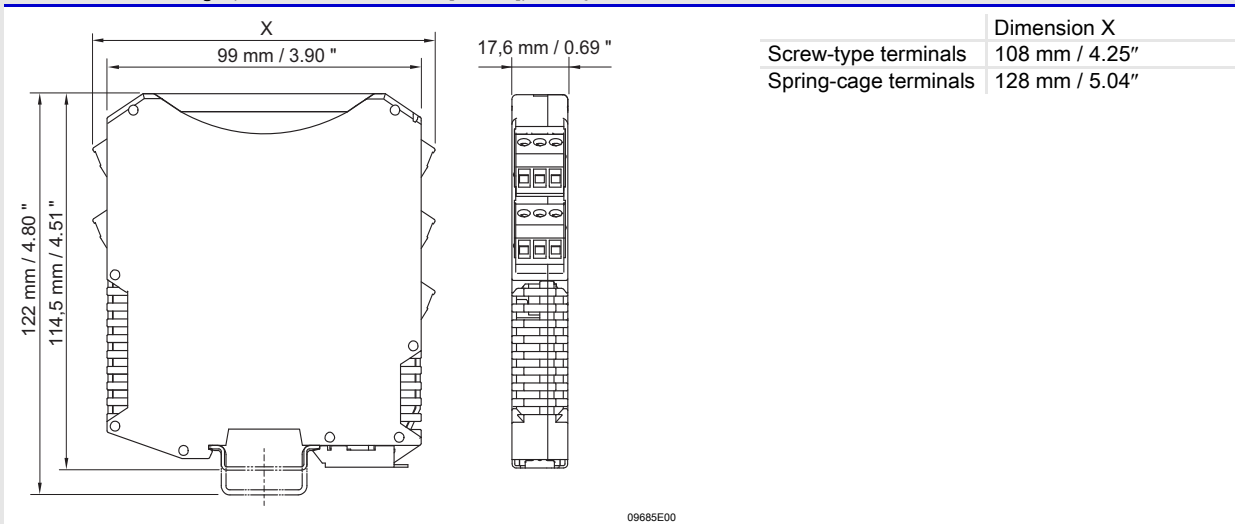 X
99 mm / 3.90 "
17,6 mm / 0.69 "
122 mm / 4.80 "
114,5 mm / 4.51 "
Dimension X
Screw-type terminals 108 mm / 4.25″
Spring-cage terminals 128 mm / 5.04″
09685E00